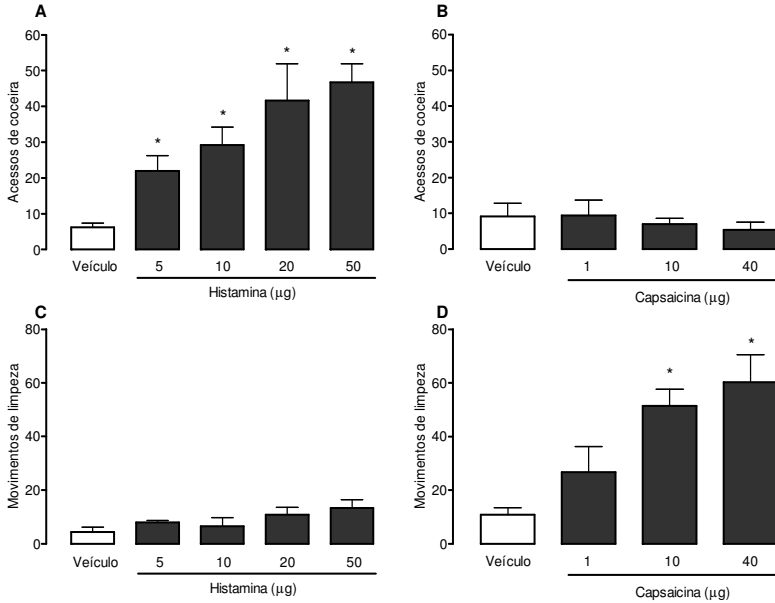 A
Acessos de coceira
60
50
40
30
20
10
0
*
*
*
*
Veículo 5 10 20 50
Histamina (μg)
B
Acessos de coceira
60
50
40
30
20
10
0
Veículo 1 10 40
Capsaicina (μg)
C
Movimentos de limpeza
80
60
40
20
0
Veículo 5 10 20 50
Histamina (μg)
D
Movimentos de limpeza
80
60
40
20
0
*
*
Veículo 1 10 40
Capsaicina (μg)